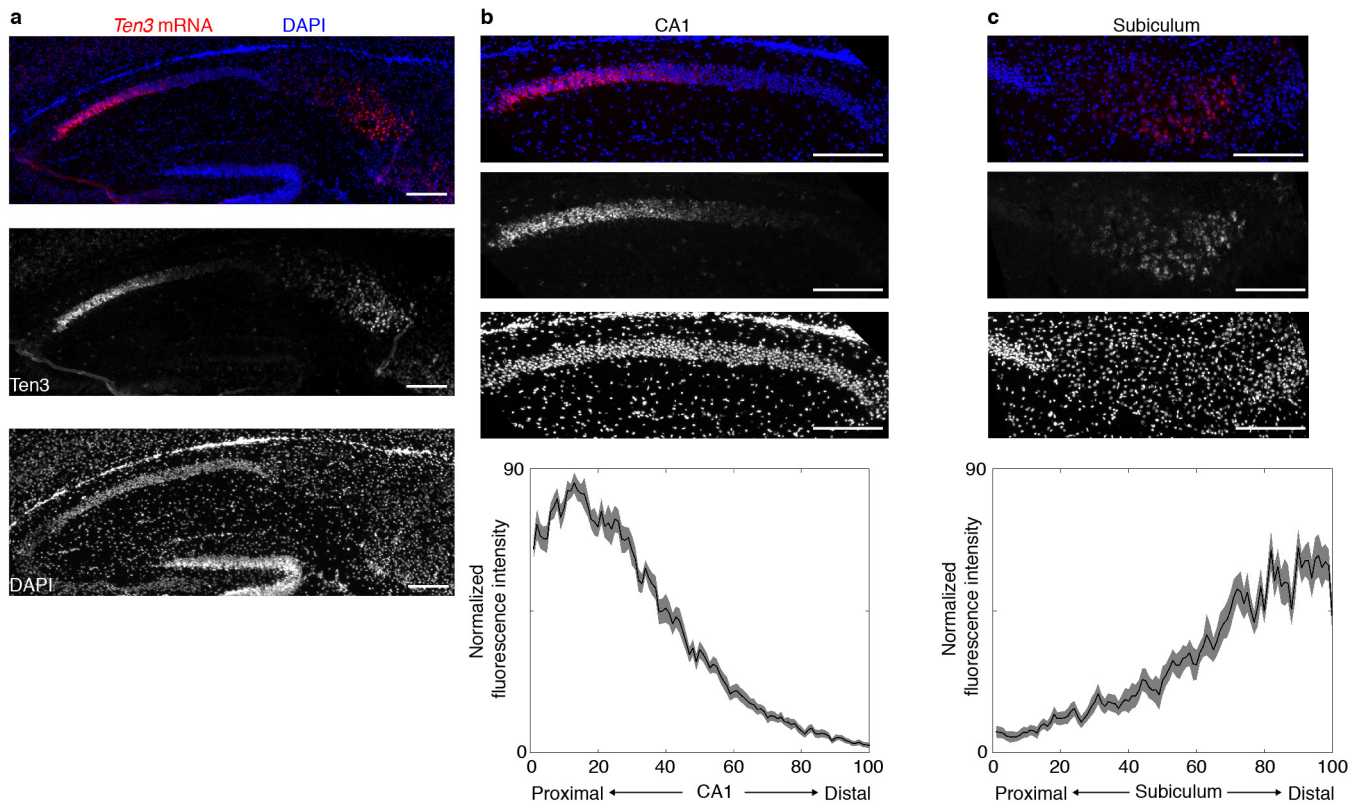 a
Ten3 mRNA DAPI
Ten3
DAPI
b
CA1
90
0
Normalized
fluorescence intensity
0 20 40 60 80 100
Proximal CA1 Distal
c
Subiculum
90
0
Normalized
fluorescence intensity
0 20 40 60 80 100
Proximal Subiculum Distal